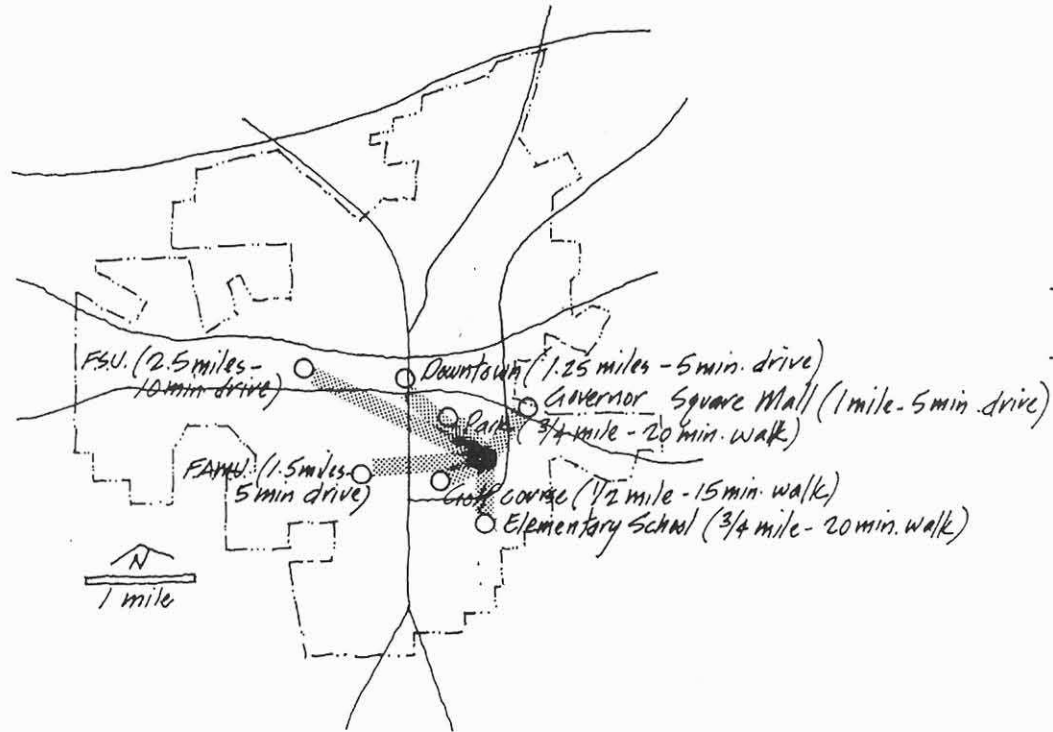 F.S.U. (2.5 miles-
10 min. drive)
Downtown (1.25 miles - 5 min. drive)
Governor Square Mall (1 mile - 5 min. drive)
Park (3/4 mile - 20 min. walk)
FAMU. (1.5 miles-
5 min drive)
Golf course (1/2 mile - 15 min. walk)
Elementary School (3/4 mile - 20 min. walk)
N
1 mile